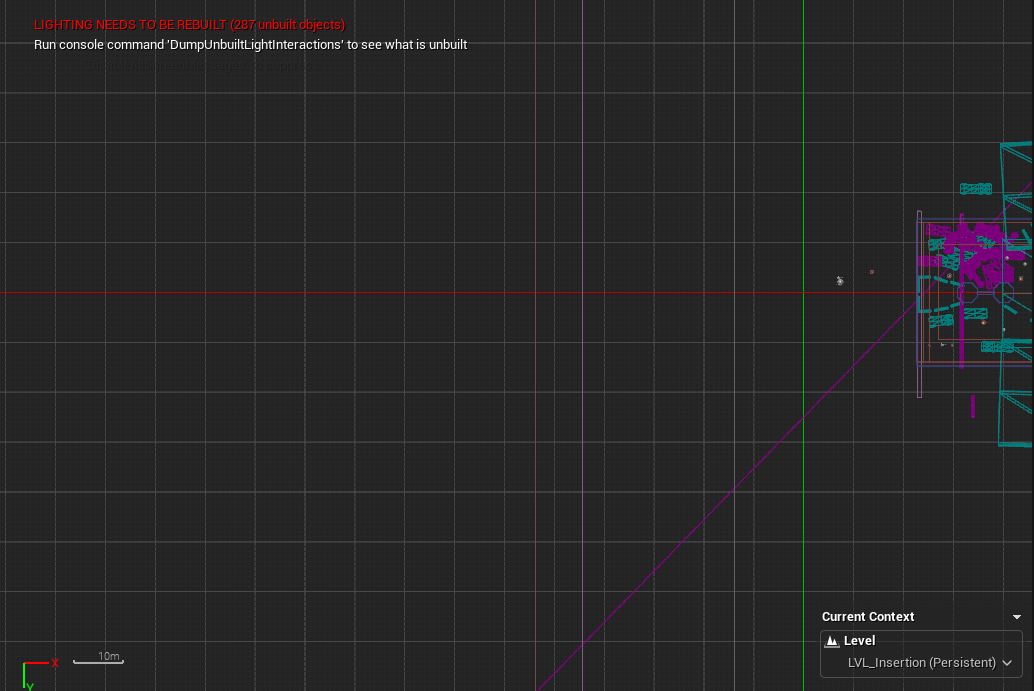 LIGHTING NEEDS TO BE REBUILT (287 unbuilt objects)
Run console command 'DumpUnbuiltLightInteractions' to see what is unbuilt
Current Context
Level
LVL_Insertion (Persistent)
10m
X
Y